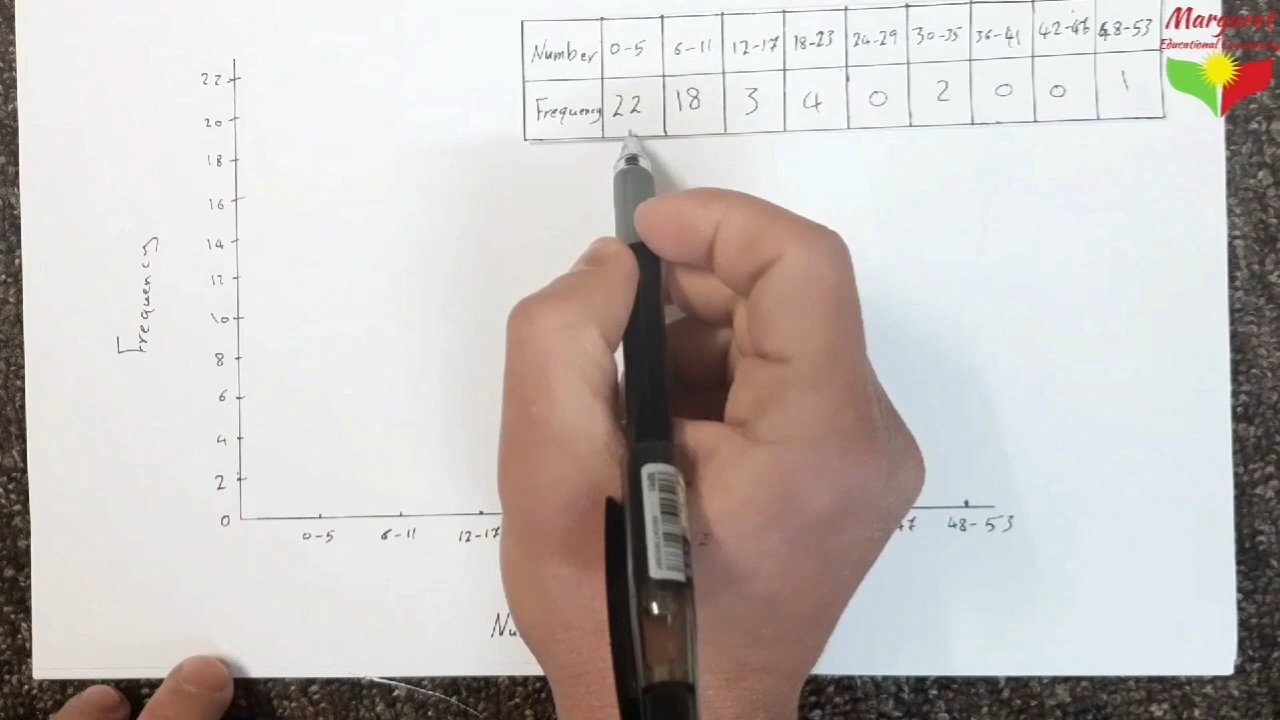 Number 0-5 6-11 12-17 18-23 24-29 30-35 36-41 42-46 48-53
Frequency 22 18 3 4 0 2 0 0 1
Margaret
22
20
18
16
14
12
10
8
6
4
2
0
Frequency
0-5 6-11 12-17 48-53